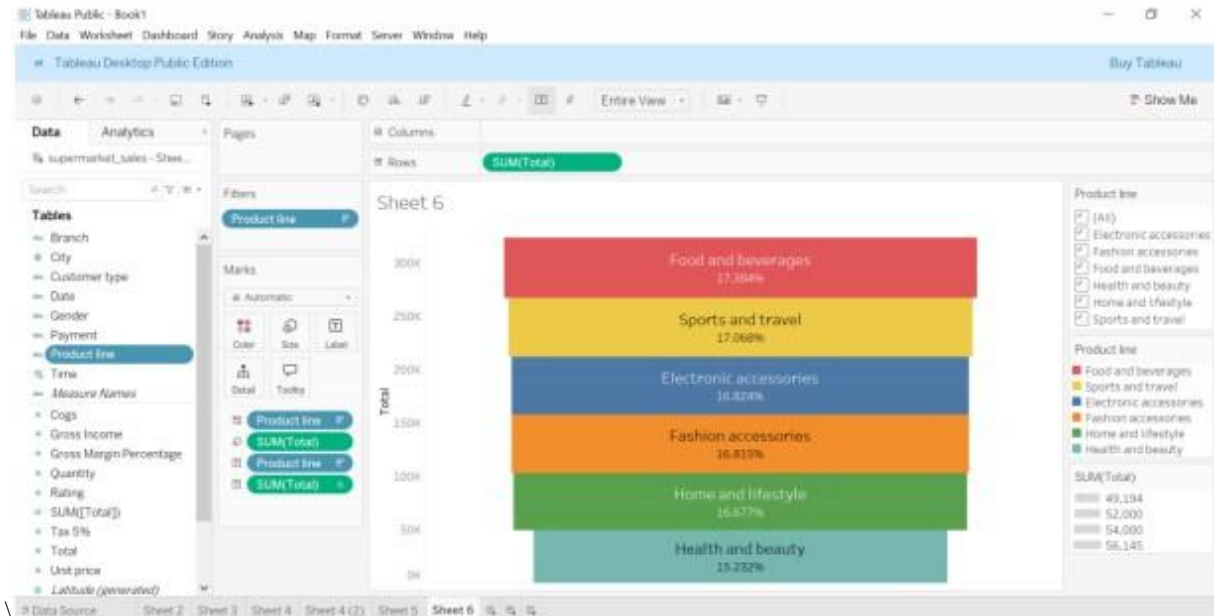 Tableau Public - Book1
File Data Worksheet Dashboard Story Analysis Map Format Server Window Help
Tableau Desktop Public Edition
Buy Tableau
Entire View
Show Me
Data Analytics
supermarket_sales - Shee...
Search
Tables
Branch
City
Customer type
Date
Gender
Payment
Product line
Time
Measure Names
Cogs
Gross Income
Gross Margin Percentage
Quantity
Rating
SUM([Total])
Tax 5%
Total
Unit price
Latitude (generated)
Pages
Filters
Product line
Marks
Automatic
Color Size Label
Detail Tooltip
Product line
SUM(Total)
Product line
SUM(Total)
Columns
Rows SUM(Total)
Sheet 6
Total
300K
250K
200K
150K
100K
50K
0K
Food and beverages
17.384%
Sports and travel
17.068%
Electronic accessories
16.824%
Fashion accessories
16.815%
Home and lifestyle
16.677%
Health and beauty
15.232%
Product line
(All)
Electronic accessories
Fashion accessories
Food and beverages
Health and beauty
Home and lifestyle
Sports and travel
Product line
Food and beverages
Sports and travel
Electronic accessories
Fashion accessories
Home and lifestyle
Health and beauty
SUM(Total)
49,194
52,000
54,000
56,145
\
Data Source Sheet 2 Sheet 3 Sheet 4 Sheet 4 (2) Sheet 5 Sheet 6